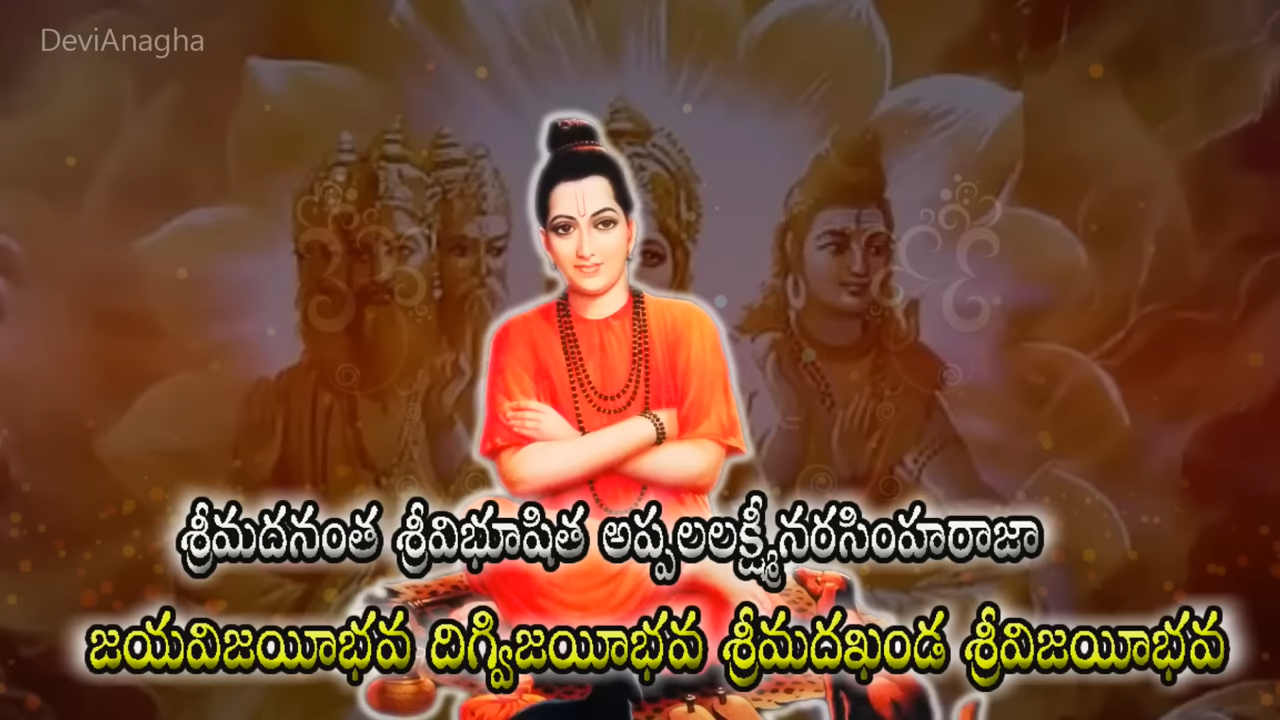 DeviAnagha
శ్రీమదనంత శ్రీవిభూషిత అప్పలలక్ష్మీనరసింహరాజా
జయవిజయీభవ దిగ్విజయీభవ శ్రీమదఖండ శ్రీవిజయీభవ